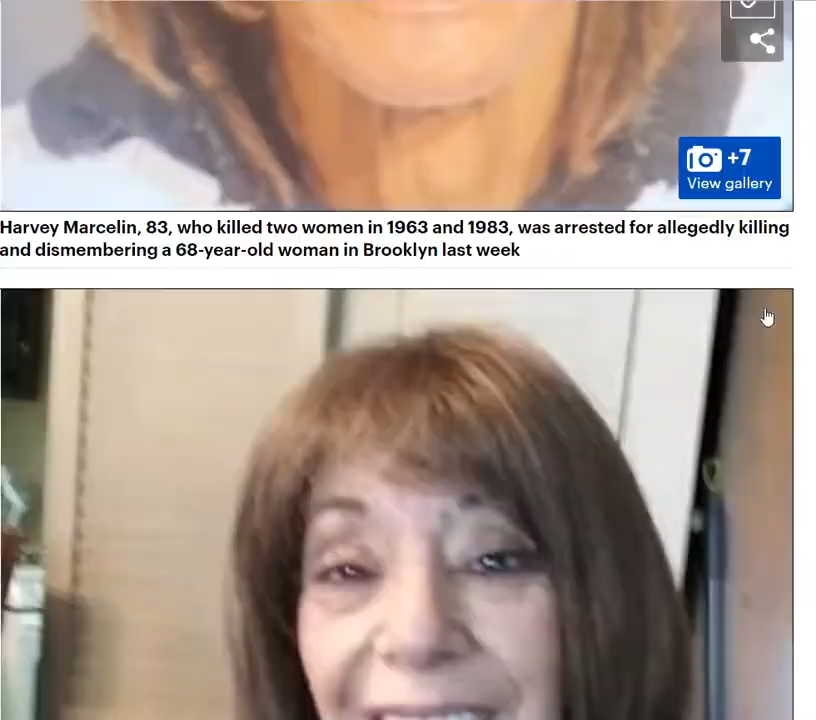 +7
View gallery
Harvey Marcelin, 83, who killed two women in 1963 and 1983, was arrested for allegedly killing
and dismembering a 68-year-old woman in Brooklyn last week